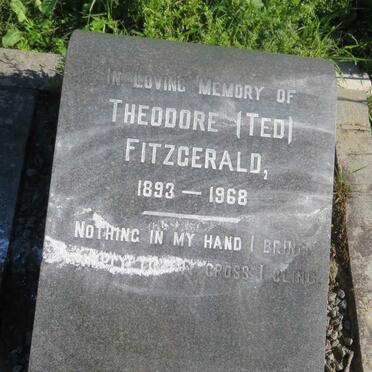 IN LOVING MEMORY OF
THEODORE (TED)
FITZGERALD,
1893 — 1968
NOTHING IN MY HAND I BRING
CROSS I CLING